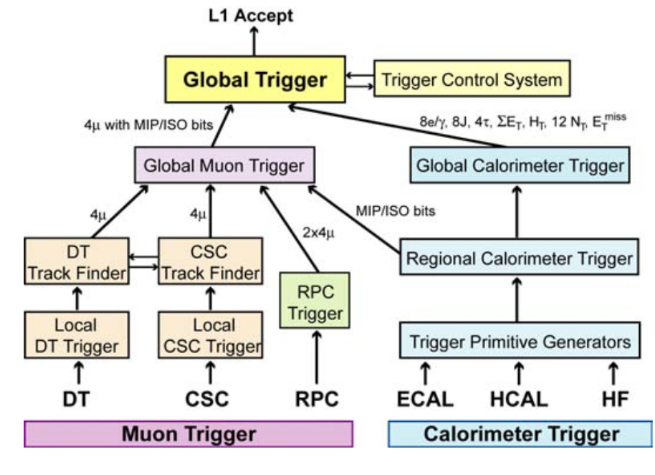 L1 Accept
Global Trigger
Trigger Control System
4μ with MIP/ISO bits
8e/γ, 8J, 4τ, ΣE_T, H_T, 12 N_T, E_T^miss
Global Muon Trigger
Global Calorimeter Trigger
4μ
4μ
2x4μ
MIP/ISO bits
DT
Track Finder
CSC
Track Finder
Regional Calorimeter Trigger
RPC
Trigger
Local
DT Trigger
Local
CSC Trigger
Trigger Primitive Generators
DT
CSC
RPC
ECAL
HCAL
HF
Muon Trigger
Calorimeter Trigger